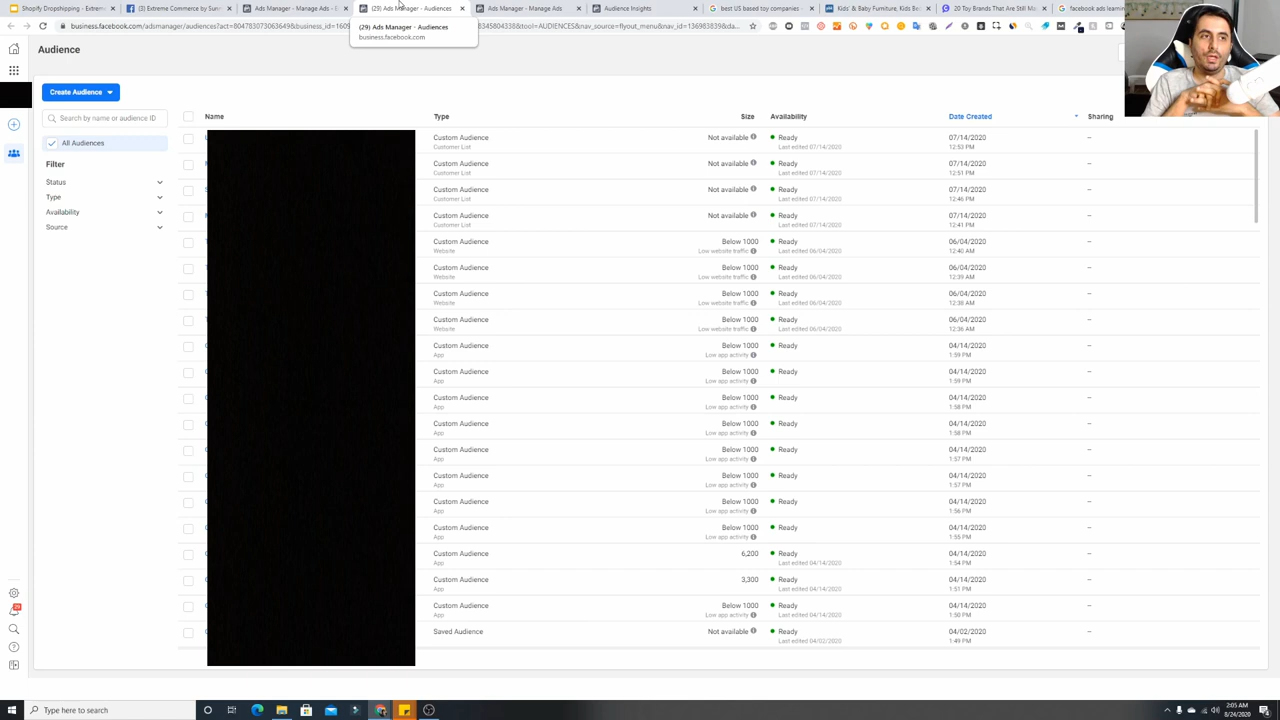 Shopify Dropshipping - Extrem
(3) Extreme Commerce by Sunn
Ads Manager - Manage Ads - E
(29) Ads Manager - Audiences
Ads Manager - Manage Ads
Audience Insights
best US based toy companies -
Kids' & Baby Furniture, Kids Be
20 Toy Brands That Are Still M
facebook ads learnin
(29) Ads Manager - Audiences
business.facebook.com
Audience
Create Audience
Search by name or audience ID
All Audiences
Filter
Status
Type
Availability
Source
Name Type Size Availability Date Created Sharing
Custom Audience Not available Ready 07/14/2020 --
Customer List Last edited 07/14/2020 12:53 PM
Custom Audience Not available Ready 07/14/2020 --
Customer List Last edited 07/14/2020 12:51 PM
Custom Audience Not available Ready 07/14/2020 --
Customer List Last edited 07/14/2020 12:46 PM
Custom Audience Not available Ready 07/14/2020 --
Customer List Last edited 07/14/2020 12:41 PM
Custom Audience Below 1000 Ready 06/04/2020 --
Website Low website traffic Last edited 06/04/2020 12:40 AM
Custom Audience Below 1000 Ready 06/04/2020 --
Website Low website traffic Last edited 06/04/2020 12:39 AM
Custom Audience Below 1000 Ready 06/04/2020 --
Website Low website traffic Last edited 06/04/2020 12:38 AM
Custom Audience Below 1000 Ready 06/04/2020 --
Website Low website traffic Last edited 06/04/2020 12:36 AM
Custom Audience Below 1000 Ready 04/14/2020 --
App Low app activity 1:59 PM
Custom Audience Below 1000 Ready 04/14/2020 --
App Low app activity 1:59 PM
Custom Audience Below 1000 Ready 04/14/2020 --
App Low app activity 1:58 PM
Custom Audience Below 1000 Ready 04/14/2020 --
App Low app activity 1:58 PM
Custom Audience Below 1000 Ready 04/14/2020 --
App Low app activity 1:57 PM
Custom Audience Below 1000 Ready 04/14/2020 --
App Low app activity 1:57 PM
Custom Audience Below 1000 Ready 04/14/2020 --
App Low app activity 1:56 PM
Custom Audience Below 1000 Ready 04/14/2020 --
App Low app activity 1:55 PM
Custom Audience 6,200 Ready 04/14/2020 --
App Last edited 04/14/2020 1:54 PM
Custom Audience 3,300 Ready 04/14/2020 --
App Last edited 04/14/2020 1:51 PM
Custom Audience Below 1000 Ready 04/14/2020 --
App Low app activity 1:50 PM
Saved Audience Not available Ready 04/02/2020 --
Last edited 04/02/2020 1:49 PM
29
Type here to search
2:05 AM
8/24/2020